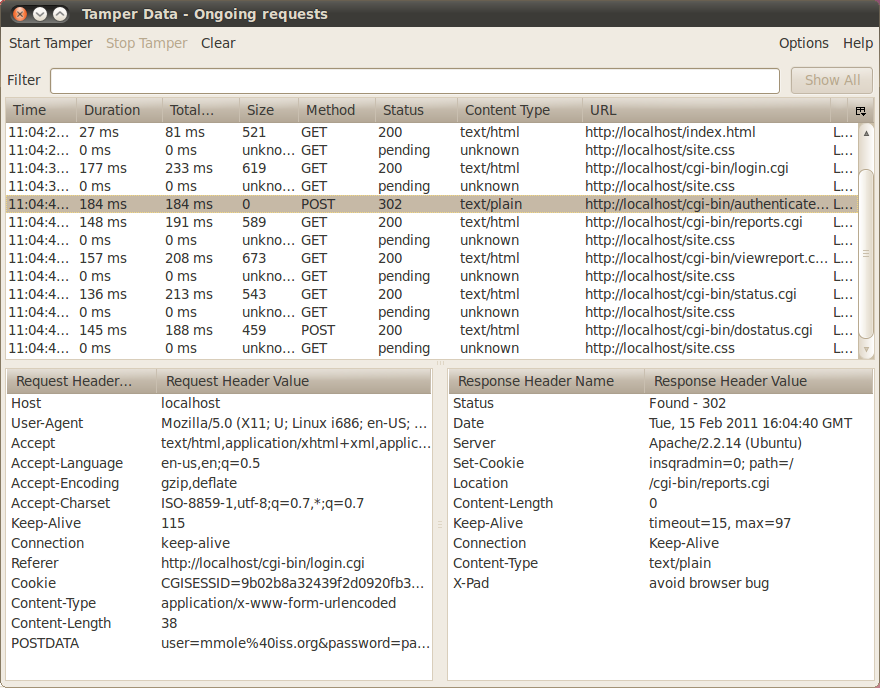 Tamper Data - Ongoing requests
Start Tamper Stop Tamper Clear Options Help
Filter Show All
Time Duration Total... Size Method Status Content Type URL
11:04:2... 27 ms 81 ms 521 GET 200 text/html http://localhost/index.html L...
11:04:2... 0 ms 0 ms unkno... GET pending unknown http://localhost/site.css L...
11:04:3... 177 ms 233 ms 619 GET 200 text/html http://localhost/cgi-bin/login.cgi L...
11:04:3... 0 ms 0 ms unkno... GET pending unknown http://localhost/site.css L...
11:04:4... 184 ms 184 ms 0 POST 302 text/plain http://localhost/cgi-bin/authenticate... L...
11:04:4... 148 ms 191 ms 589 GET 200 text/html http://localhost/cgi-bin/reports.cgi L...
11:04:4... 0 ms 0 ms unkno... GET pending unknown http://localhost/site.css L...
11:04:4... 157 ms 208 ms 673 GET 200 text/html http://localhost/cgi-bin/viewreport.c... L...
11:04:4... 0 ms 0 ms unkno... GET pending unknown http://localhost/site.css L...
11:04:4... 136 ms 213 ms 543 GET 200 text/html http://localhost/cgi-bin/status.cgi L...
11:04:4... 0 ms 0 ms unkno... GET pending unknown http://localhost/site.css L...
11:04:4... 145 ms 188 ms 459 POST 200 text/html http://localhost/cgi-bin/dostatus.cgi L...
11:04:4... 0 ms 0 ms unkno... GET pending unknown http://localhost/site.css L...
Request Header... Request Header Value
Host localhost
User-Agent Mozilla/5.0 (X11; U; Linux i686; en-US; ...
Accept text/html,application/xhtml+xml,applic...
Accept-Language en-us,en;q=0.5
Accept-Encoding gzip,deflate
Accept-Charset ISO-8859-1,utf-8;q=0.7,*;q=0.7
Keep-Alive 115
Connection keep-alive
Referer http://localhost/cgi-bin/login.cgi
Cookie CGISESSID=9b02b8a32439f2d0920fb3...
Content-Type application/x-www-form-urlencoded
Content-Length 38
POSTDATA user=mmole%40iss.org&password=pa...
Response Header Name Response Header Value
Status Found - 302
Date Tue, 15 Feb 2011 16:04:40 GMT
Server Apache/2.2.14 (Ubuntu)
Set-Cookie insqradmin=0; path=/
Location /cgi-bin/reports.cgi
Content-Length 0
Keep-Alive timeout=15, max=97
Connection Keep-Alive
Content-Type text/plain
X-Pad avoid browser bug